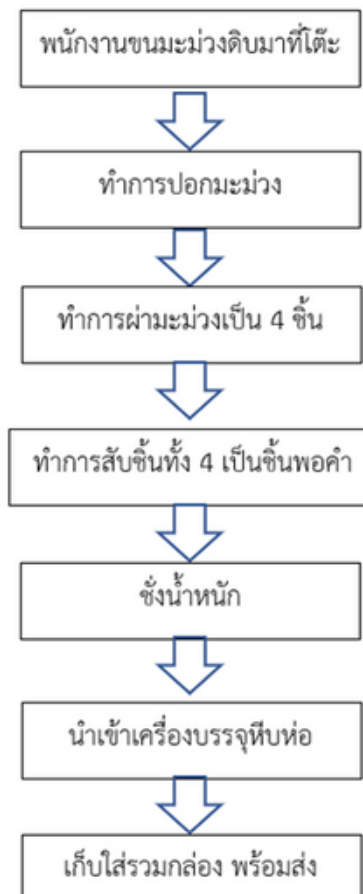 พนักงานขนมะม่วงดิบมาที่โต๊ะ
ทำการปอกมะม่วง
ทำการผ่ามะม่วงเป็น 4 ชิ้น
ทำการสับชิ้นทั้ง 4 เป็นชิ้นพอคำ
ชั่งน้ำหนัก
นำเข้าเครื่องบรรจุหีบห่อ
เก็บใส่รวมกล่อง พร้อมส่ง